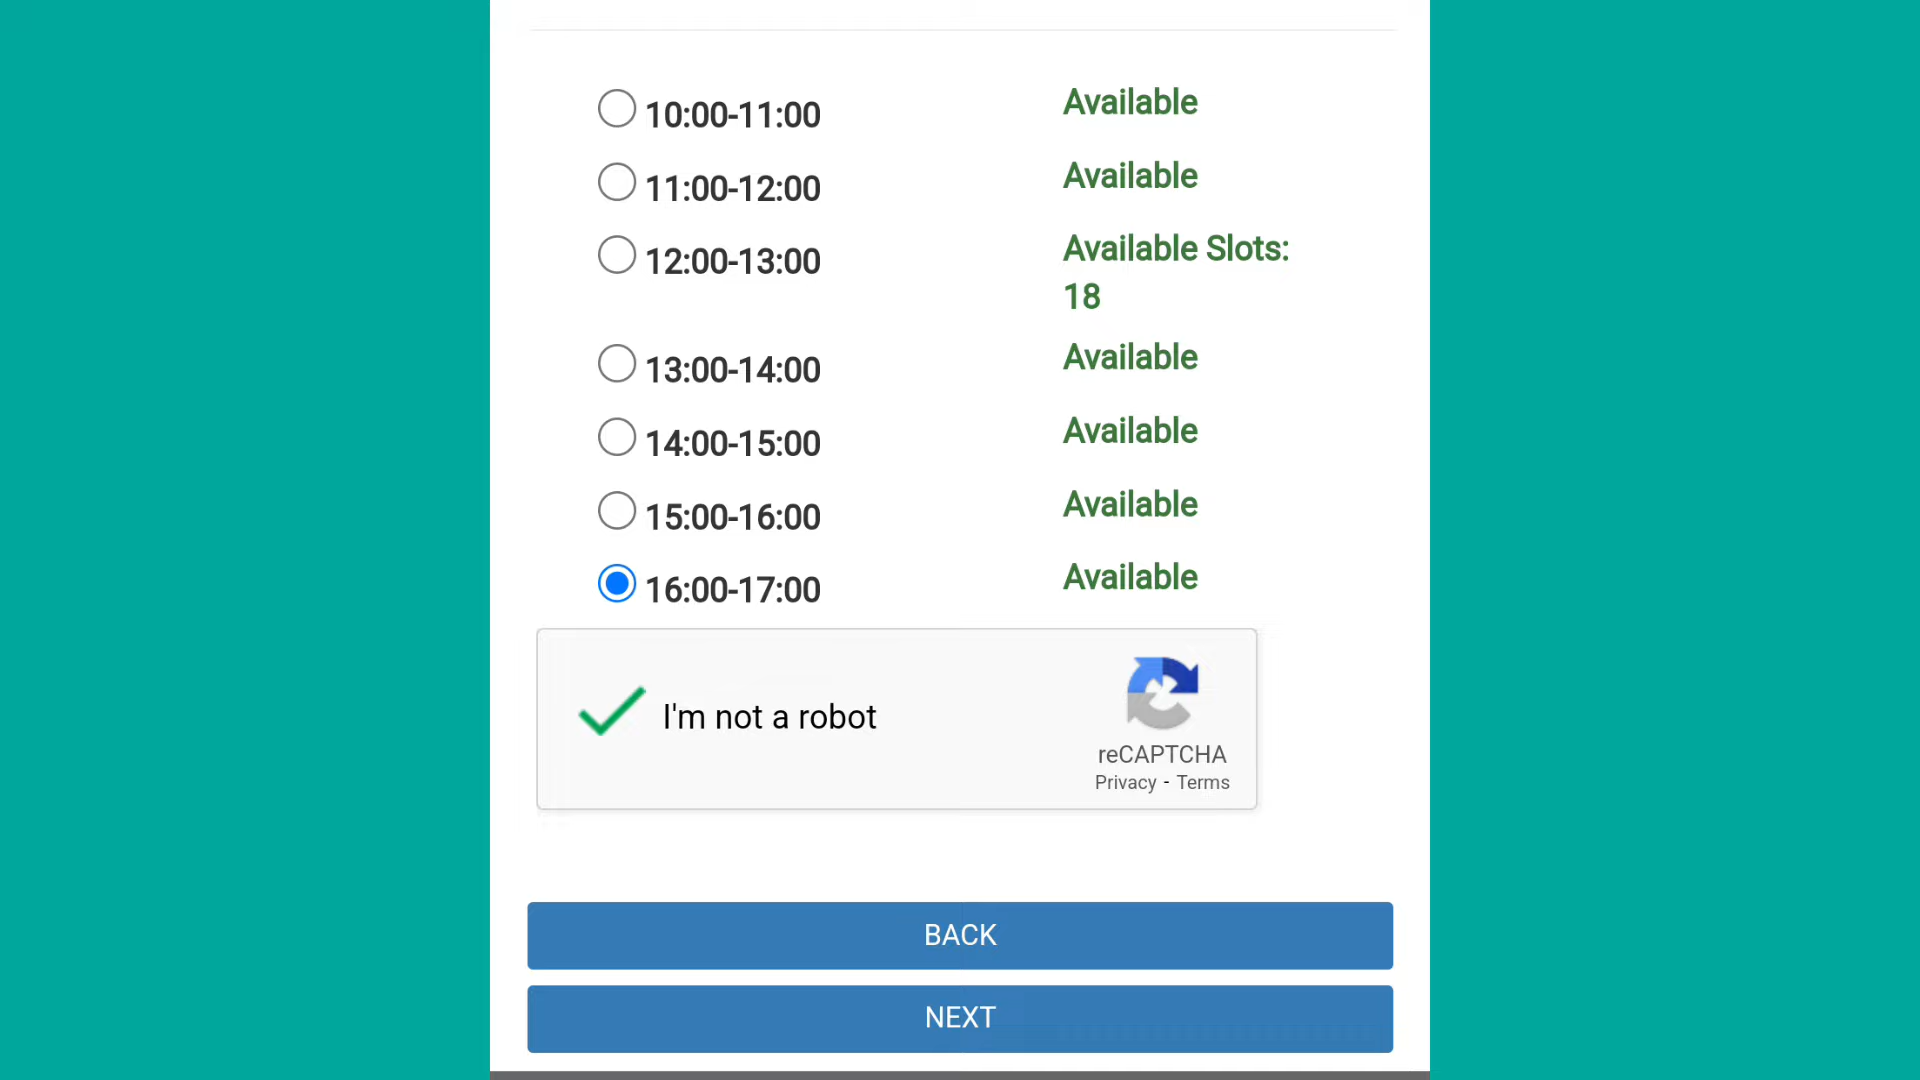 10:00-11:00 Available
11:00-12:00 Available
12:00-13:00 Available Slots:
18
13:00-14:00 Available
14:00-15:00 Available
15:00-16:00 Available
16:00-17:00 Available
I'm not a robot
reCAPTCHA
Privacy - Terms
BACK
NEXT